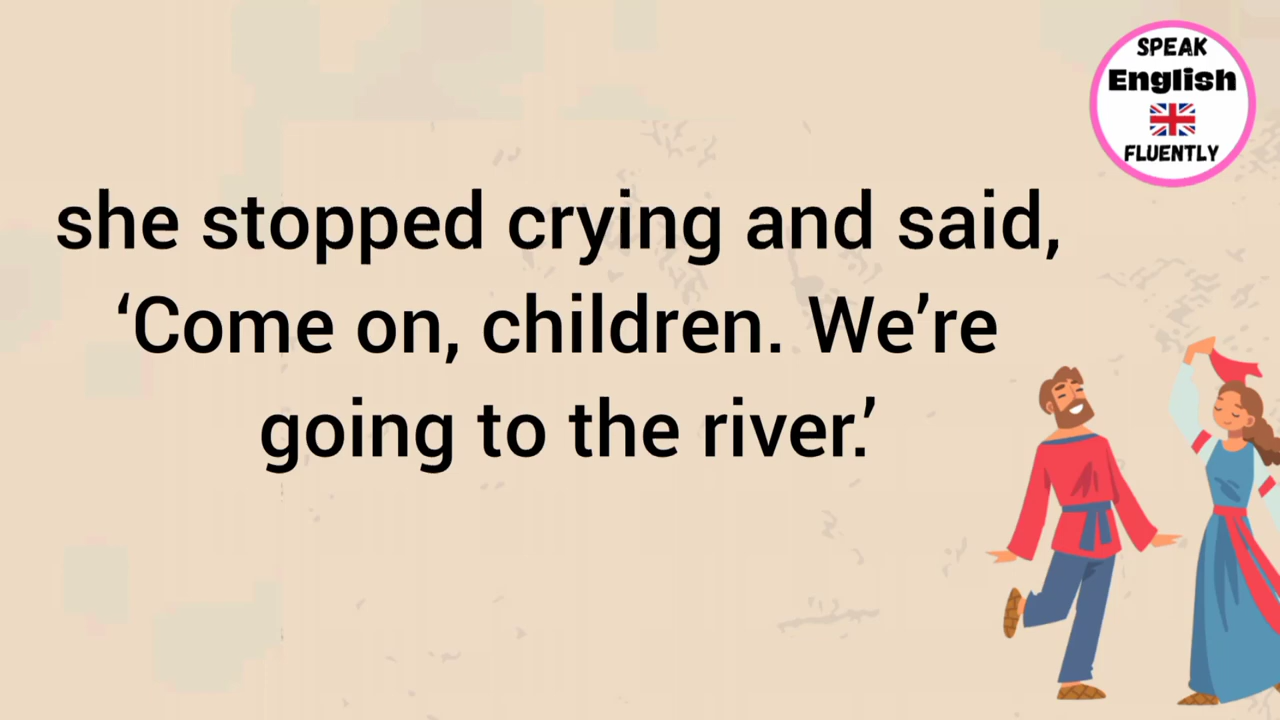 SPEAK
English
FLUENTLY
she stopped crying and said,
‘Come on, children. We’re
going to the river.’